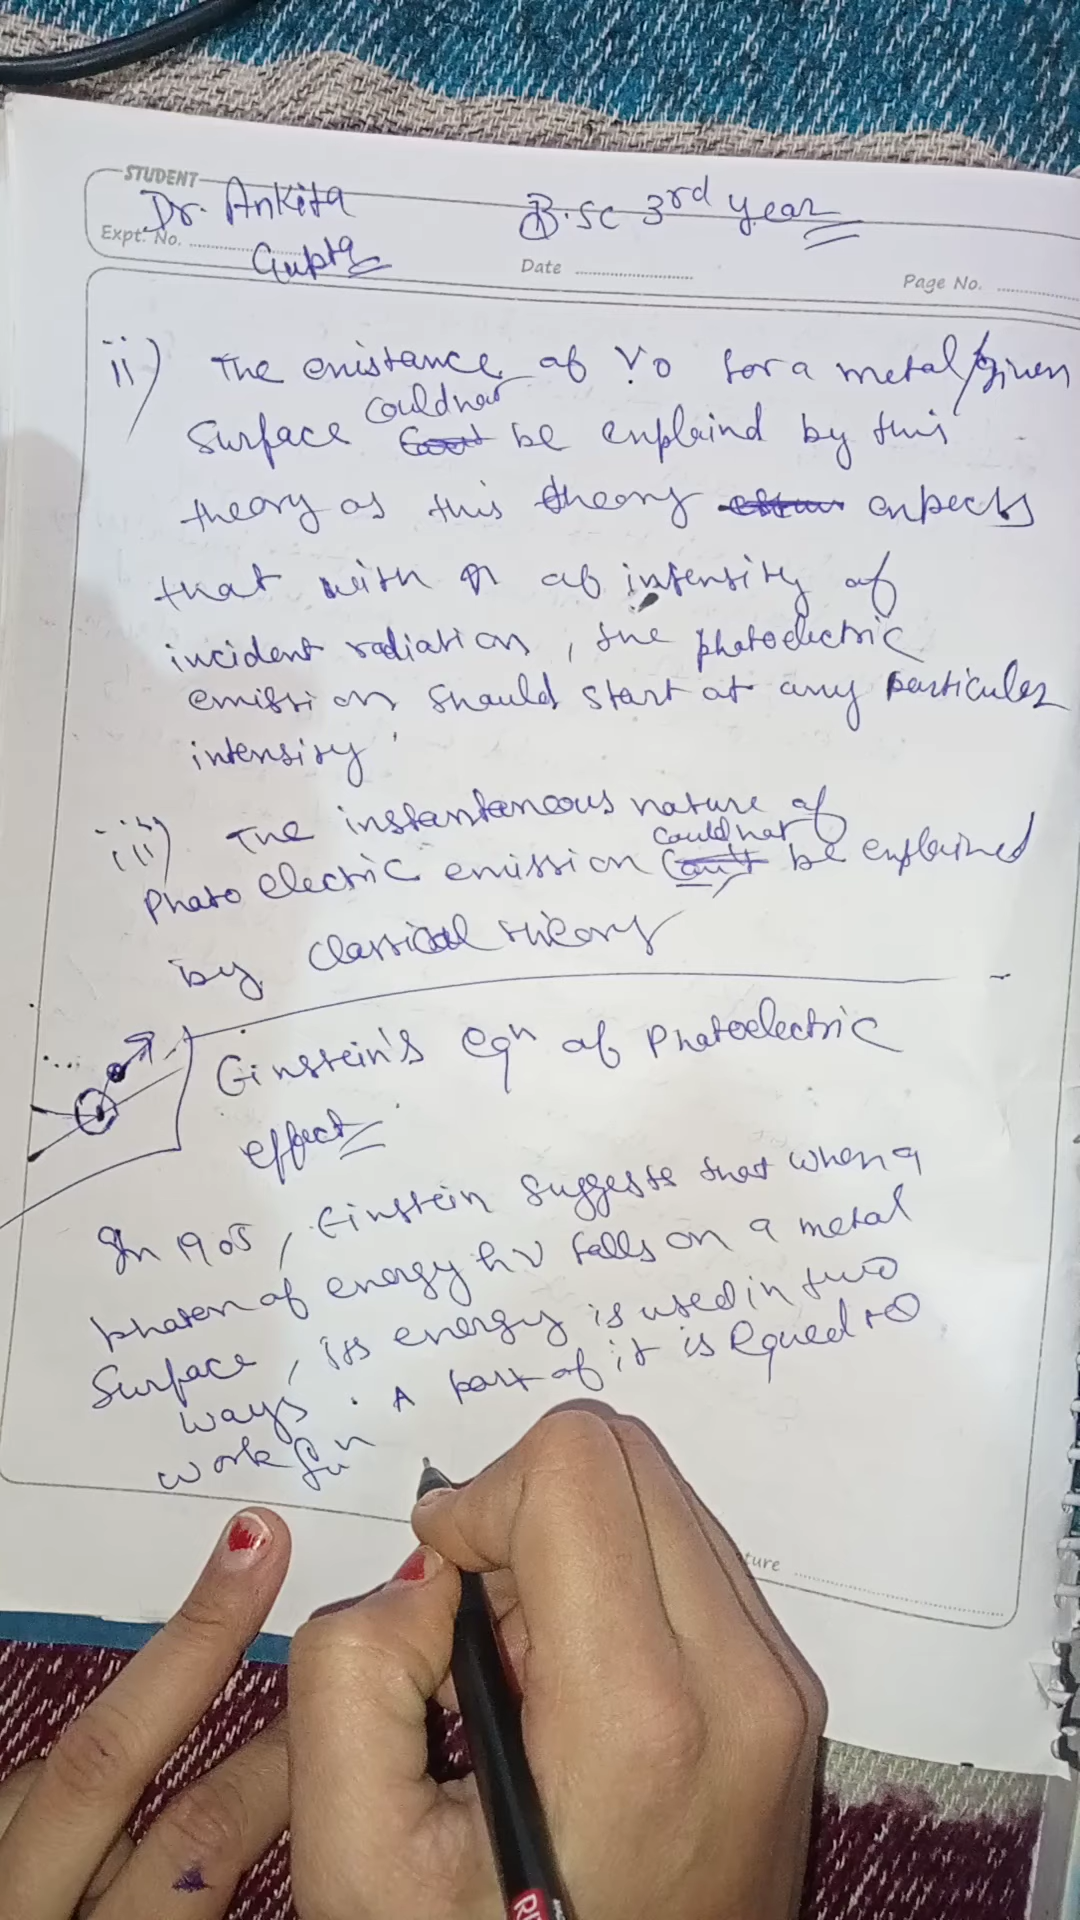 STUDENT
Dr. Ankita
B.sc 3rd year
Expt. No.
Gupta
Date
Page No.
ii) The existance of ν0 for a metal/given
couldnot
Surface be explaind by this
theory as this theory expects
that with ↑ of intensity of
incident radiation, the photoelectric
emission should start at any particular
intensity.
iii) The instantaneous nature of
couldnot
Photo electric emission can't be explained
by classical theory
Einstein's eqn of Photoelectric
effect
In 1905, Einstein suggests that when a
photon of energy hν falls on a metal
Surface, its energy is used in two
ways. A part of it is equed to
work fun
ture